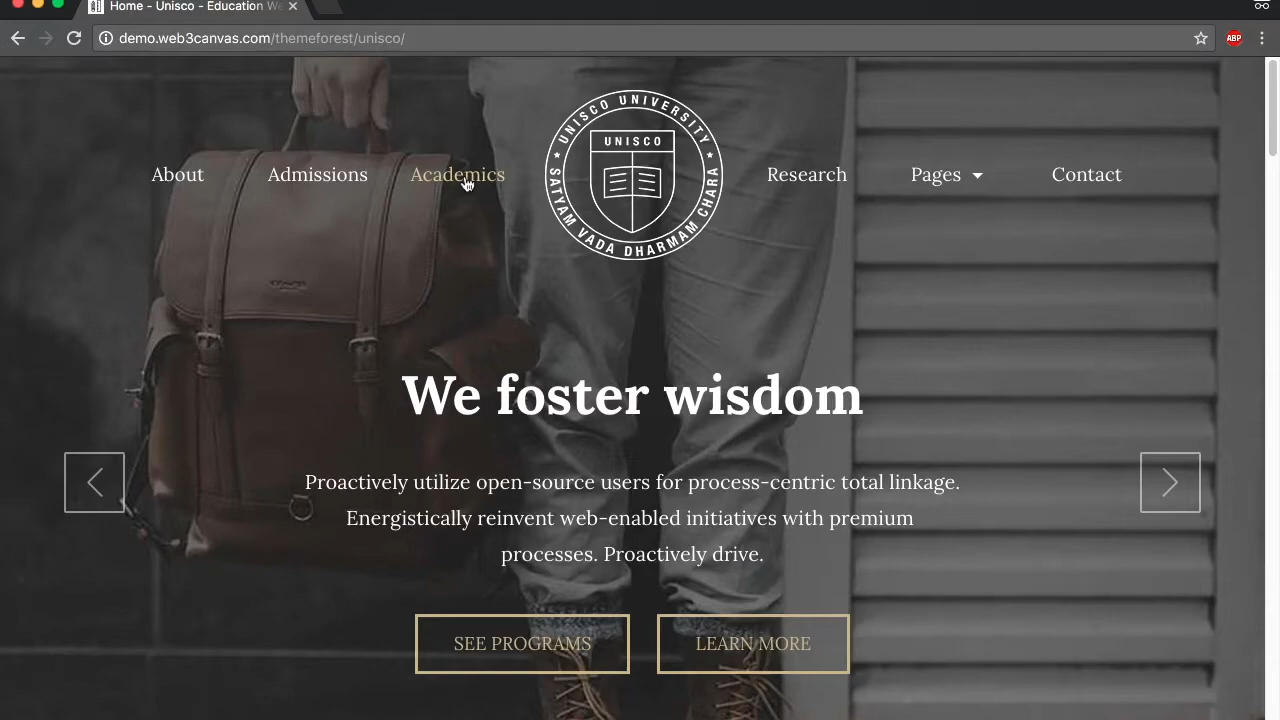 Home - Unisco - Education We
demo.web3canvas.com/themeforest/unisco/
ABP
About
Admissions
Academics
UNISCO UNIVERSITY
UNISCO
SATYAM VADA DHARMAM CHARA
Research
Pages
Contact
We foster wisdom
Proactively utilize open-source users for process-centric total linkage.
Energistically reinvent web-enabled initiatives with premium
processes. Proactively drive.
SEE PROGRAMS
LEARN MORE